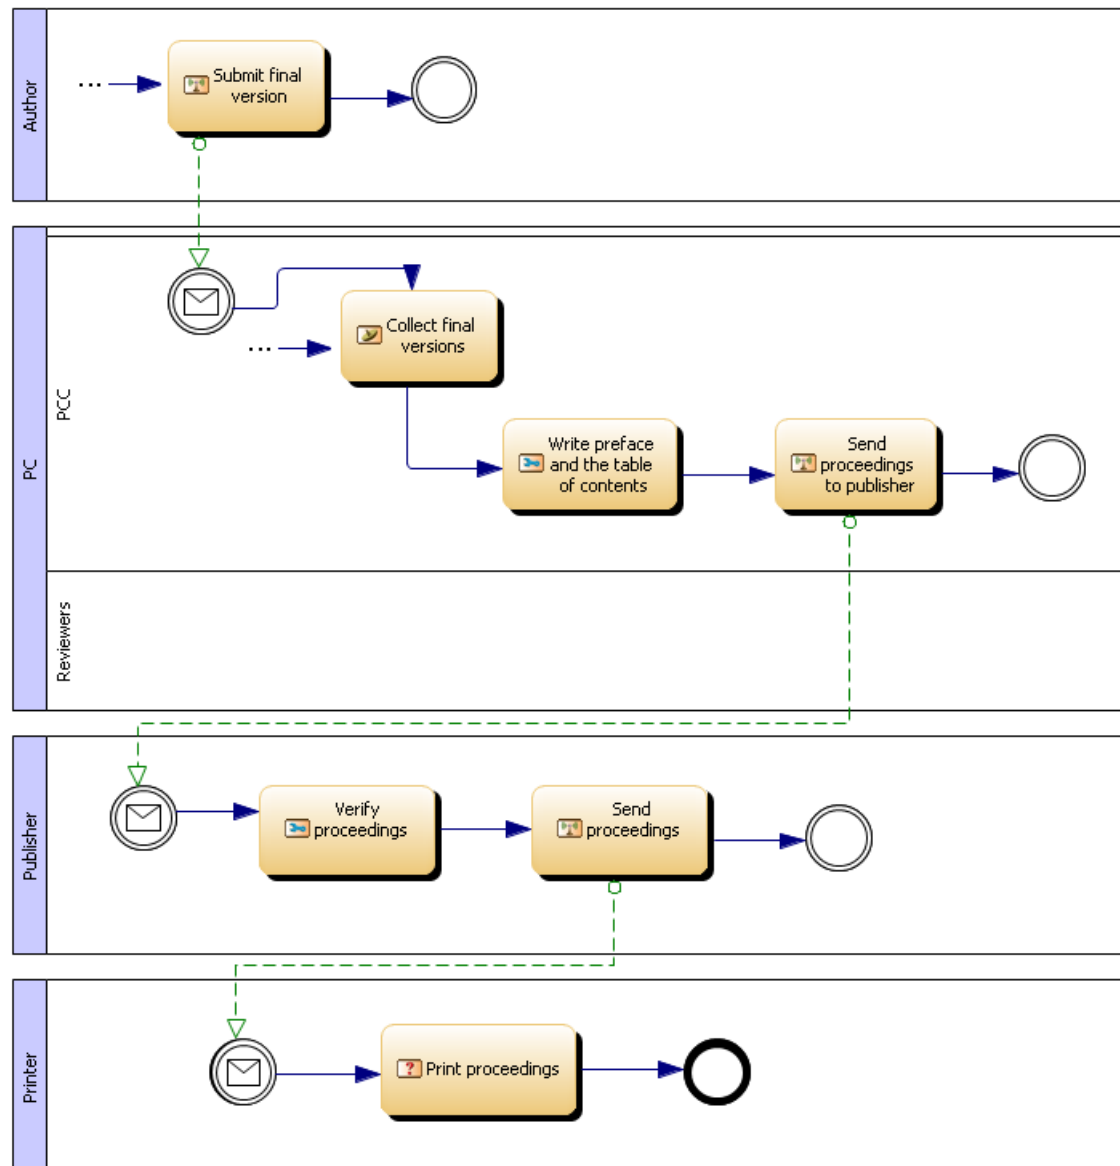 Author
...
Submit final
version
PC
PCC
...
Collect final
versions
Write preface
and the table
of contents
Send
proceedings
to publisher
Reviewers
Publisher
Verify
proceedings
Send
proceedings
Printer
?
Print proceedings